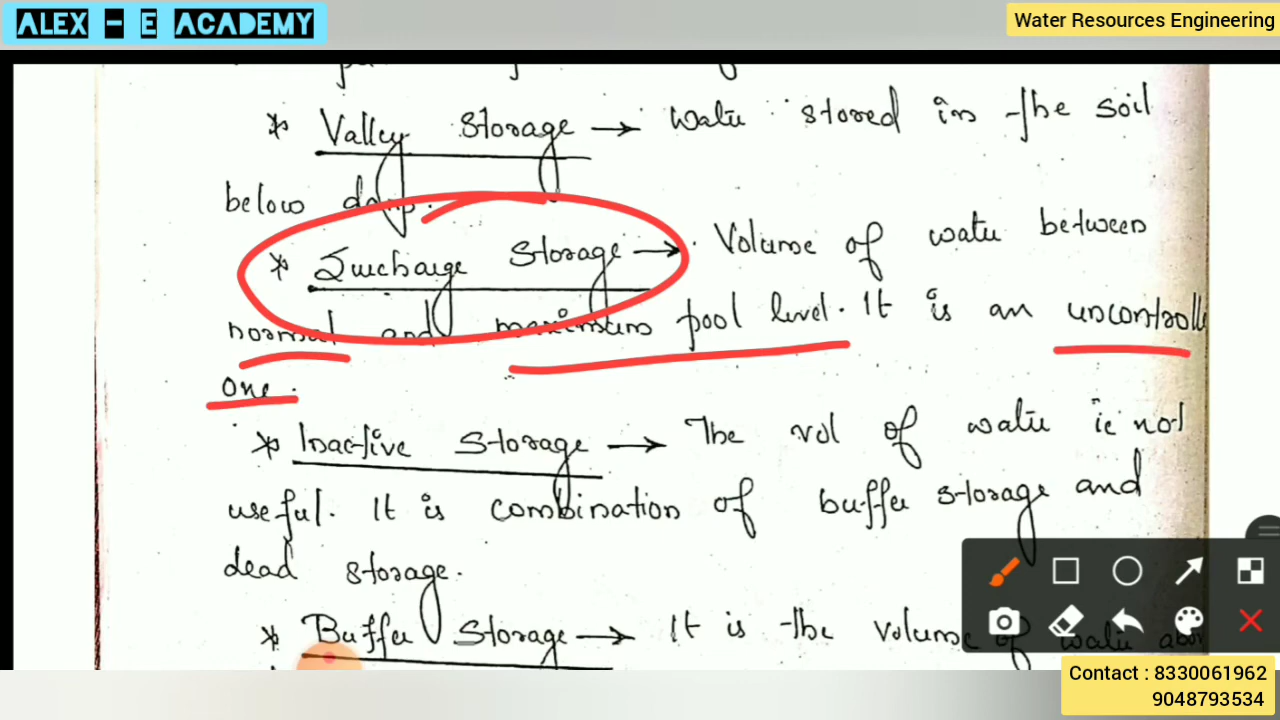 ALEX - E ACADEMY
Water Resources Engineering
* Valley Storage → Water stored in the soil
below dam.
* Surcharge Storage → Volume of water between
normal and maximum pool level. It is an uncontrolle
one.
* Inactive Storage → The vol of water is not
useful. It is combination of buffer storage and
dead storage.
* Buffer Storage → It is the volume of water abov
Contact : 8330061962
9048793534